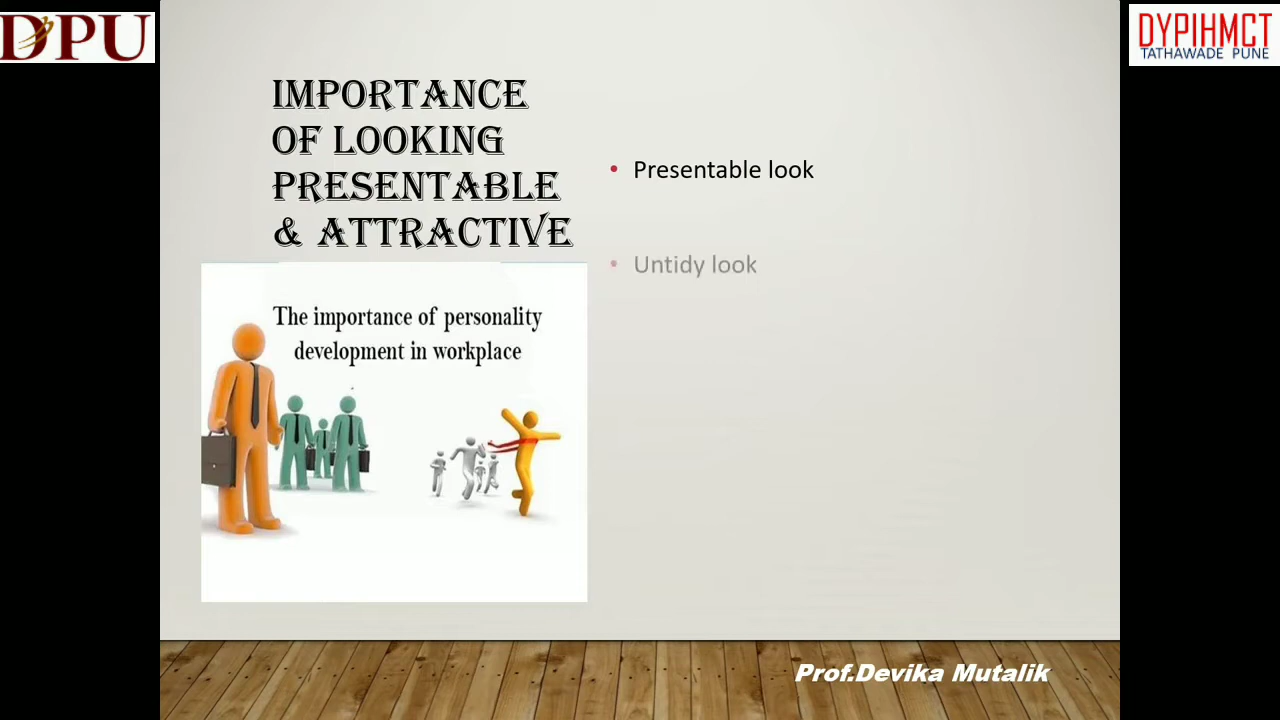 DPU
DYPIHMCT
TATHAWADE PUNE
IMPORTANCE
OF LOOKING
PRESENTABLE
& ATTRACTIVE
• Presentable look
• Untidy look
The importance of personality
development in workplace
Prof.Devika Mutalik